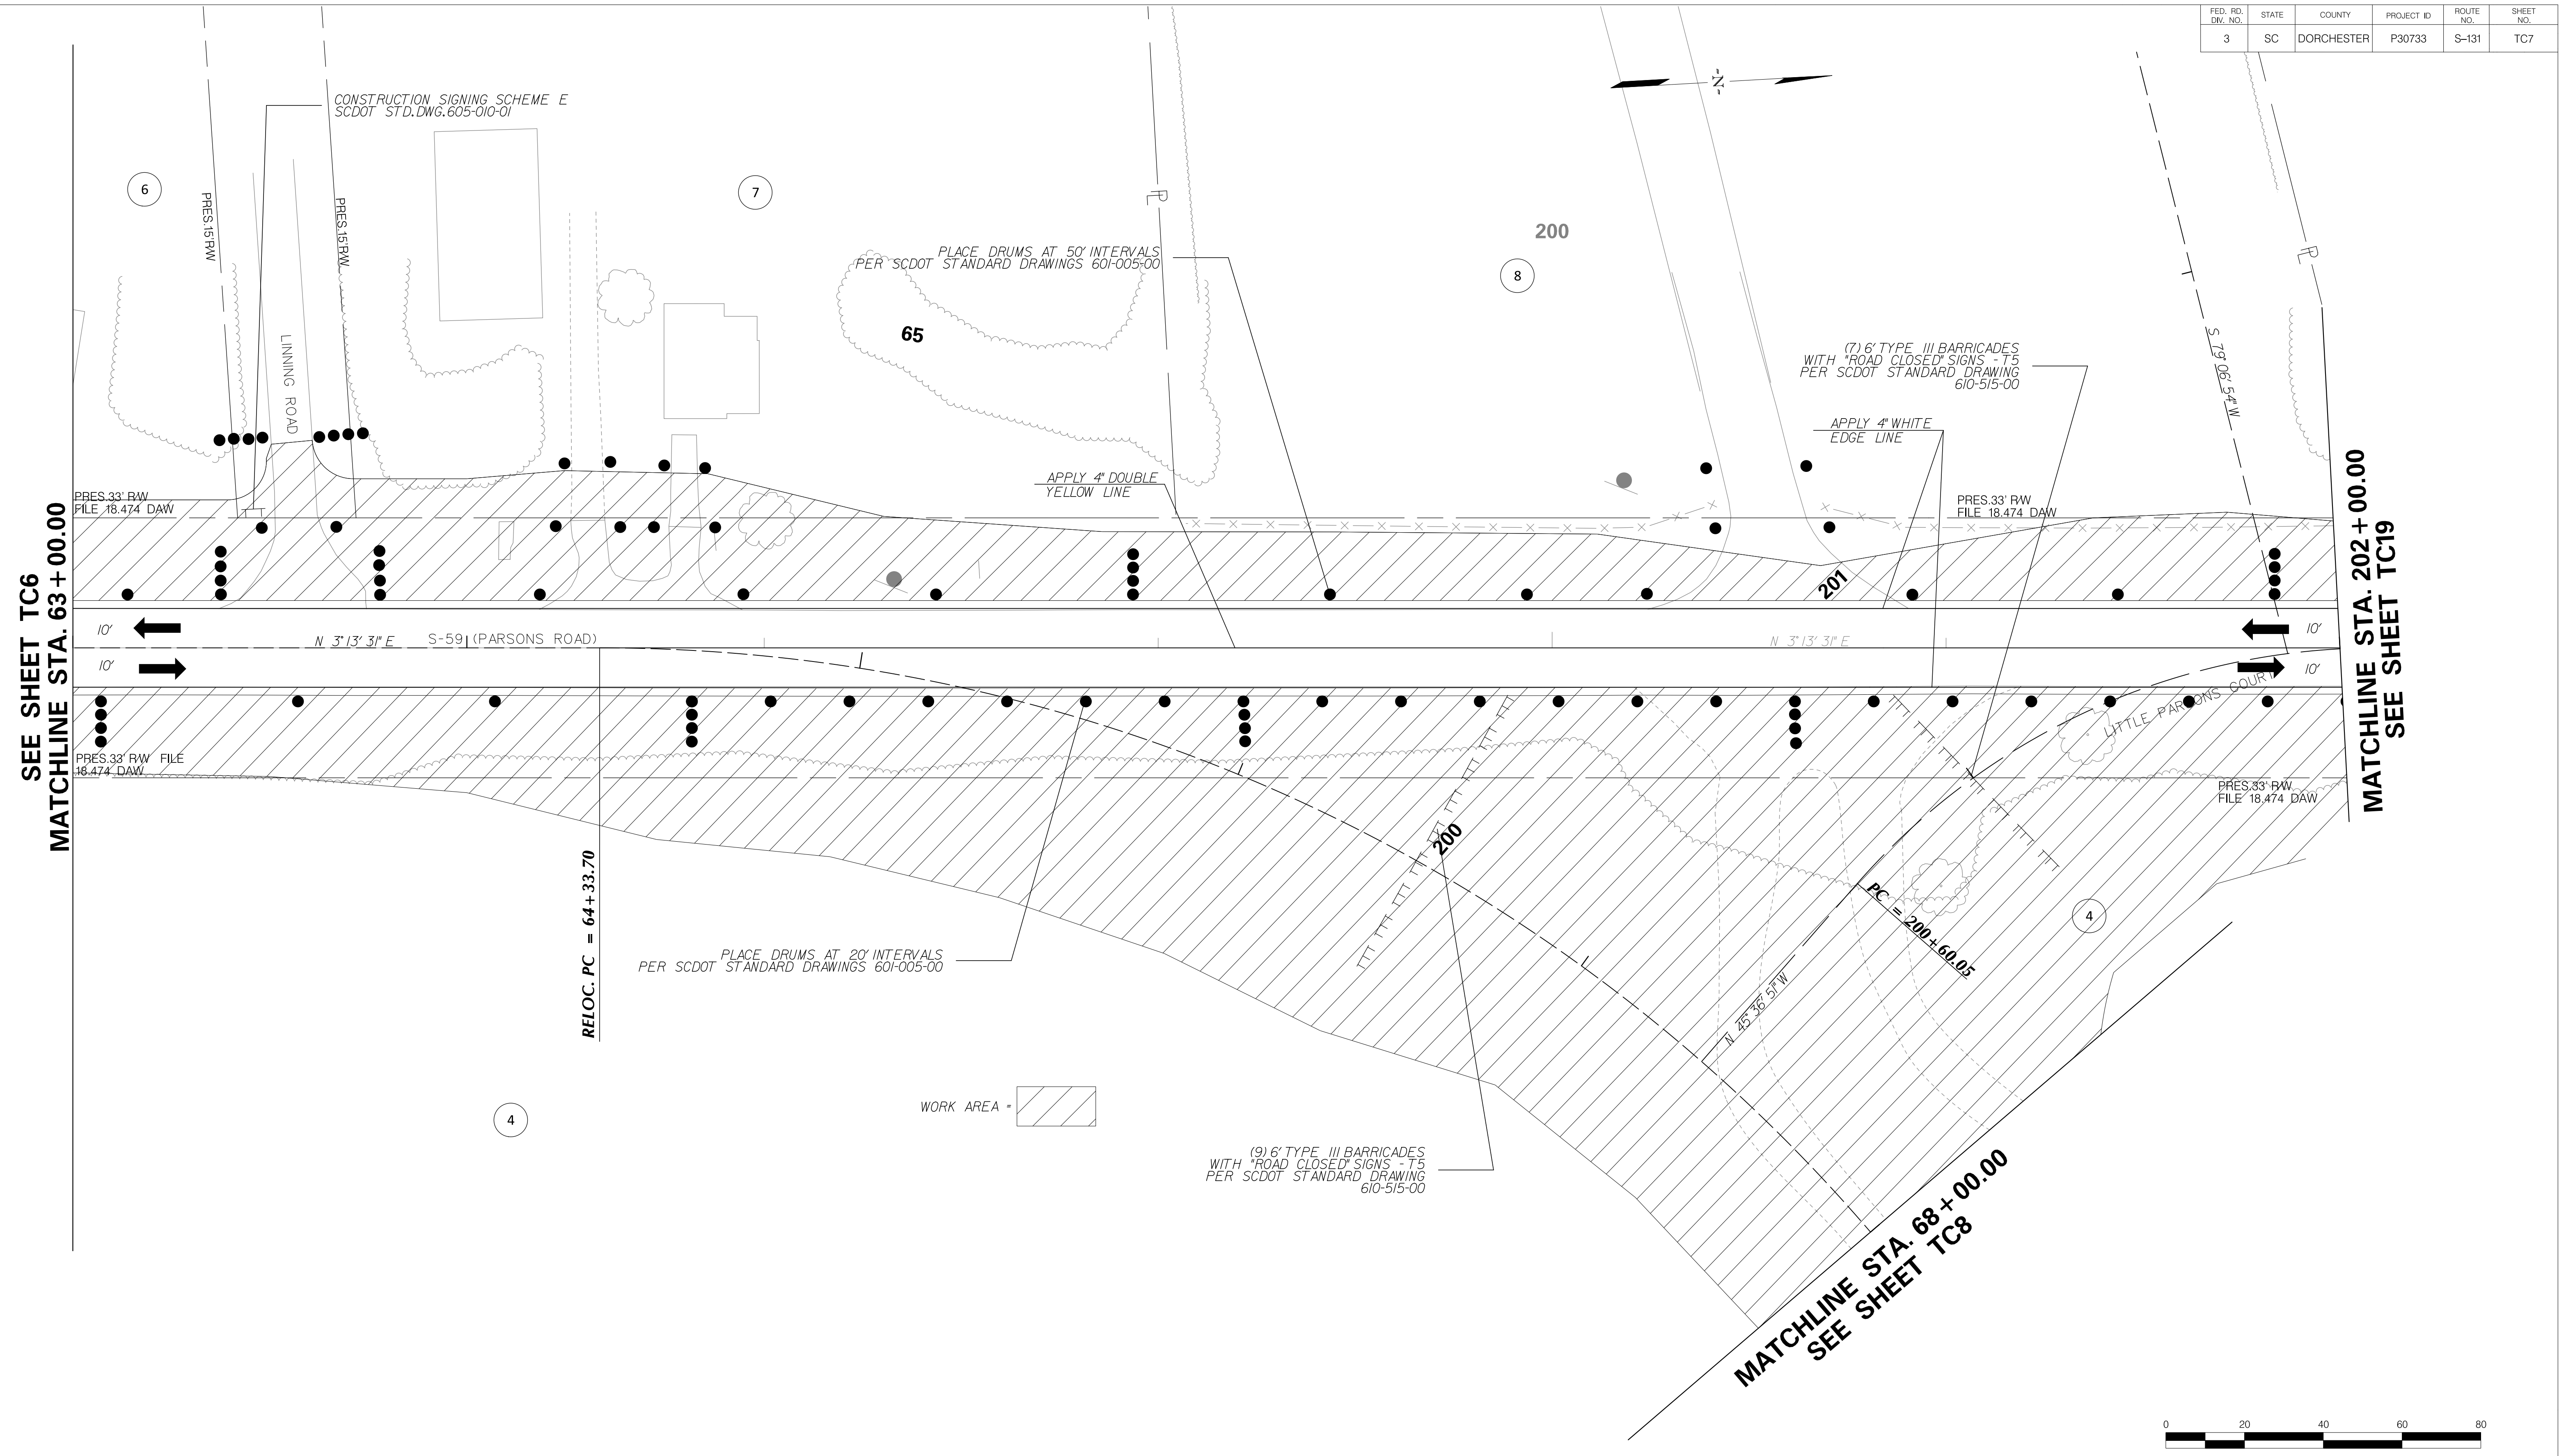 FED. RD. DIV. NO. STATE COUNTY PROJECT ID ROUTE NO. SHEET NO.
3 SC DORCHESTER P30733 S-131 TC7
CONSTRUCTION SIGNING SCHEME E
SCDOT STD.DWG.605-010-01
-N-
6
7
8
200
PRES.15'R/W
PRES.15'R/W
LINNING ROAD
PL
PL
PLACE DRUMS AT 50' INTERVALS
PER SCDOT STANDARD DRAWINGS 601-005-00
65
(7) 6' TYPE III BARRICADES
WITH "ROAD CLOSED" SIGNS - T5
PER SCDOT STANDARD DRAWING
610-515-00
S 79° 06' 54" W
APPLY 4" WHITE
EDGE LINE
APPLY 4" DOUBLE
YELLOW LINE
PRES.33' R/W
FILE 18.474 DAW
PRES.33' R/W
FILE 18.474 DAW
SEE SHEET TC6
MATCHLINE STA. 63+00.00
MATCHLINE STA. 202+00.00
SEE SHEET TC19
201
10'
10'
N 3° 13' 31" E
S-59 (PARSONS ROAD)
N 3° 13' 31" E
10'
10'
LITTLE PARSONS COURT
PRES.33' R/W FILE
18.474 DAW
PRES.33' R/W
FILE 18.474 DAW
200
RELOC. PC = 64+33.70
PC = 200+60.05
4
PLACE DRUMS AT 20' INTERVALS
PER SCDOT STANDARD DRAWINGS 601-005-00
N 45° 36' 51" W
4
WORK AREA =
(9) 6' TYPE III BARRICADES
WITH "ROAD CLOSED" SIGNS - T5
PER SCDOT STANDARD DRAWING
610-515-00
MATCHLINE STA. 68+00.00
SEE SHEET TC8
0 20 40 60 80